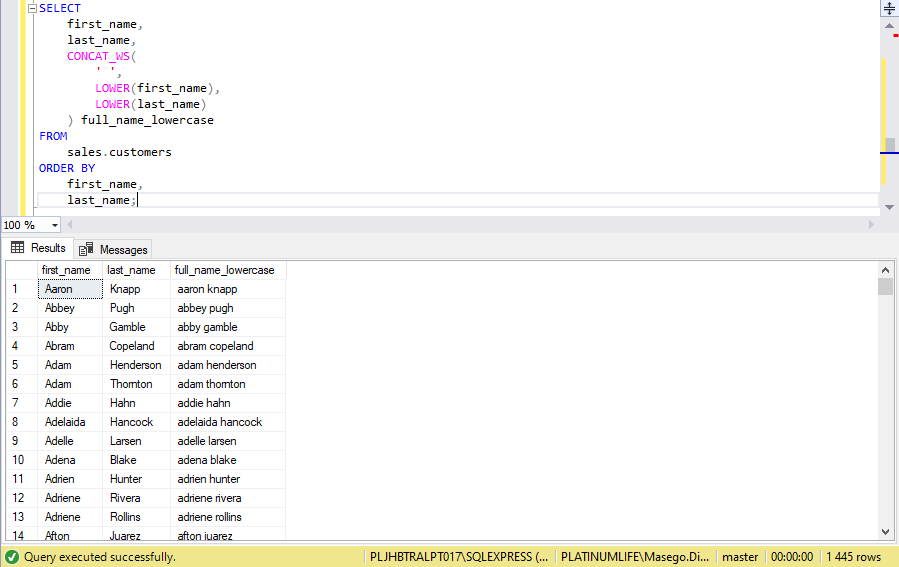 SELECT
first_name,
last_name,
CONCAT_WS(
' ',
LOWER(first_name),
LOWER(last_name)
) full_name_lowercase
FROM
sales.customers
ORDER BY
first_name,
last_name;
100 %
Results Messages
first_name last_name full_name_lowercase
1 Aaron Knapp aaron knapp
2 Abbey Pugh abbey pugh
3 Abby Gamble abby gamble
4 Abram Copeland abram copeland
5 Adam Henderson adam henderson
6 Adam Thornton adam thornton
7 Addie Hahn addie hahn
8 Adelaida Hancock adelaida hancock
9 Adelle Larsen adelle larsen
10 Adena Blake adena blake
11 Adrien Hunter adrien hunter
12 Adriene Rivera adriene rivera
13 Adriene Rollins adriene rollins
14 Afton Juarez afton juarez
Query executed successfully. PLJHBTRALPT017\SQLEXPRESS (... PLATINUMLIFE\Masego.Di... master 00:00:00 1 445 rows